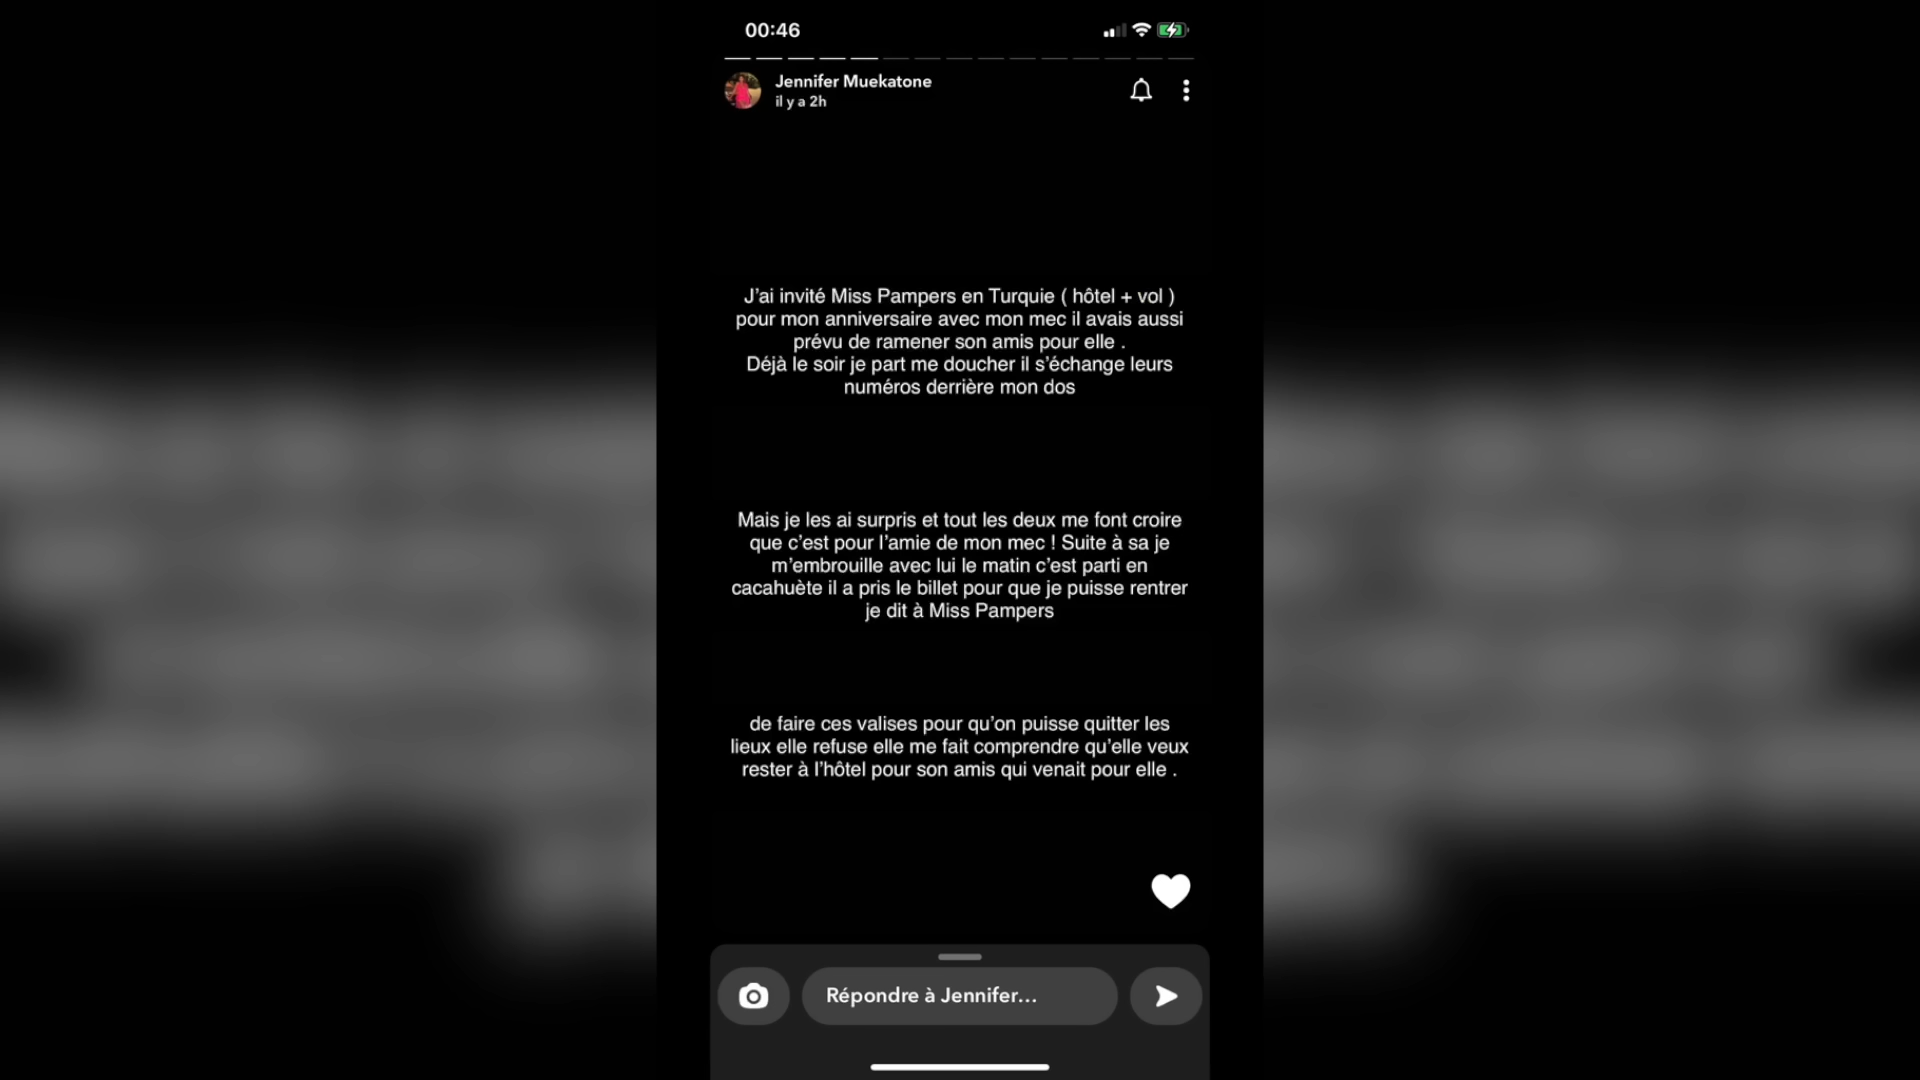 00:46
Jennifer Muekatone
il y a 2h
J'ai invité Miss Pampers en Turquie ( hôtel + vol )
pour mon anniversaire avec mon mec il avais aussi
prévu de ramener son amis pour elle .
Déjà le soir je part me doucher il s'échange leurs
numéros derrière mon dos
Mais je les ai surpris et tout les deux me font croire
que c'est pour l'amie de mon mec ! Suite à sa je
m'embrouille avec lui le matin c'est parti en
cacahuète il a pris le billet pour que je puisse rentrer
je dit à Miss Pampers
de faire ces valises pour qu'on puisse quitter les
lieux elle refuse elle me fait comprendre qu'elle veux
rester à l'hôtel pour son amis qui venait pour elle .
Répondre à Jennifer...